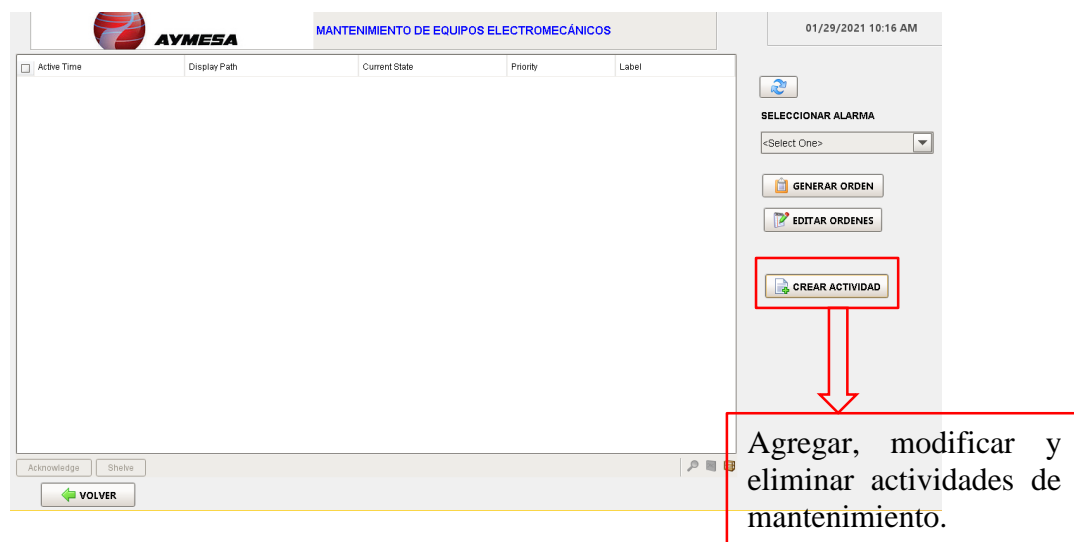 AYMESA
MANTENIMIENTO DE EQUIPOS ELECTROMECÁNICOS
01/29/2021 10:16 AM
Active Time Display Path Current State Priority Label
SELECCIONAR ALARMA
<Select One>
GENERAR ORDEN
EDITAR ORDENES
CREAR ACTIVIDAD
Acknowledge Shelve
VOLVER
Agregar, modificar y
eliminar actividades de
mantenimiento.